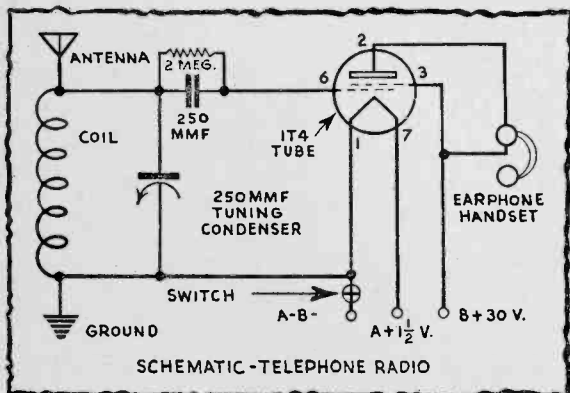 ANTENNA
2 MEG.
250
MMF
COIL
6
2
3
1T4
TUBE
1
7
250MMF
TUNING
CONDENSER
EARPHONE
HANDSET
SWITCH
A-B-
A+1½ V.
B+30 V.
GROUND
SCHEMATIC-TELEPHONE RADIO